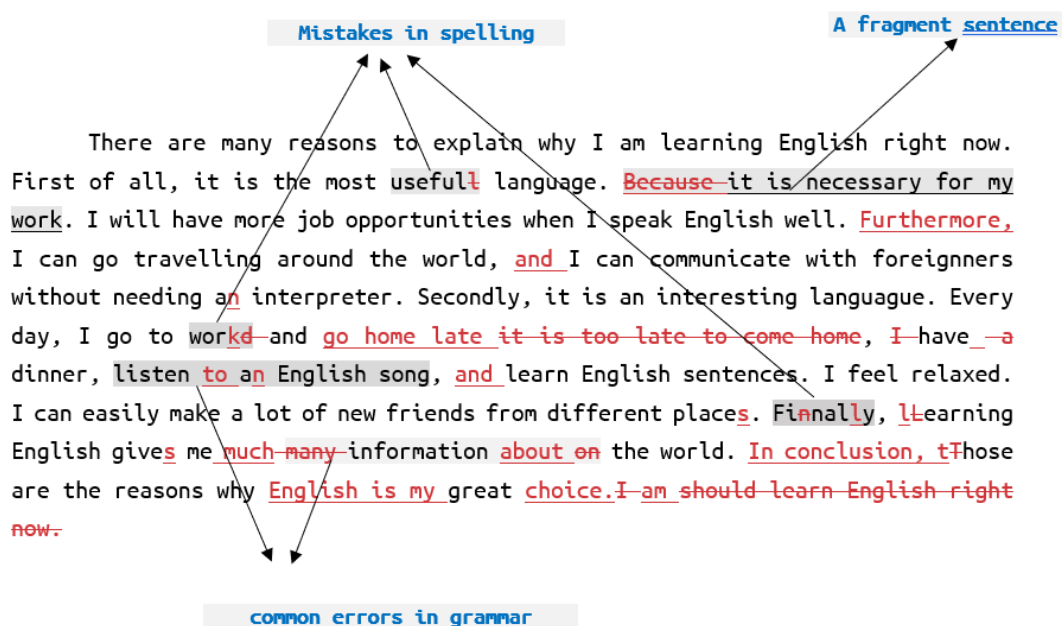 Mistakes in spelling
A fragment sentence
There are many reasons to explain why I am learning English right now.
First of all, it is the most usefull language. Because it is necessary for my
work. I will have more job opportunities when I speak English well. Furthermore,
I can go travelling around the world, and I can communicate with foreignners
without needing an interpreter. Secondly, it is an interesting languague. Every
day, I go to workd and go home late it is too late to come home, I have a
dinner, listen to an English song, and learn English sentences. I feel relaxed.
I can easily make a lot of new friends from different places. Finnally, lLearning
English gives me much many information about on the world. In conclusion, tThose
are the reasons why English is my great choice.I am should learn English right
now.
common errors in grammar